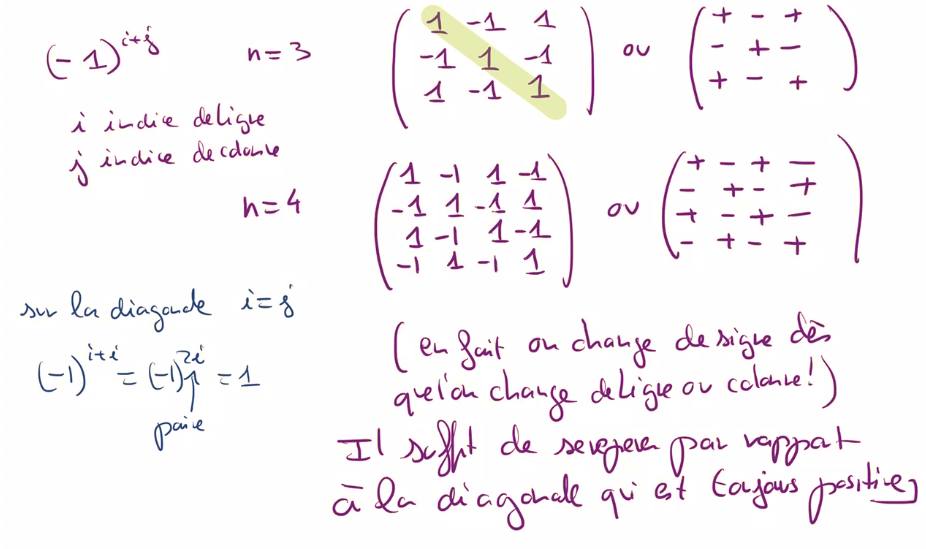 (-1)^{i+j} n=3 ( 1 -1 1 ) ou ( + - + )
( -1 1 -1 ) ( - + - )
( 1 -1 1 ) ( + - + )
i indice de ligne
j indice de colonne
n=4 ( 1 -1 1 -1 ) ou ( + - + - )
( -1 1 -1 1 ) ( - + - + )
( 1 -1 1 -1 ) ( + - + - )
( -1 1 -1 1 ) ( - + - + )
sur la diagonale i=j
(-1)^{i+i} = (-1)^{2i} = 1
paire
(en fait on change de signe dès
qu'on change de ligne ou colonne!)
Il suffit de se reperer par rapport
à la diagonale qui est toujours positive,